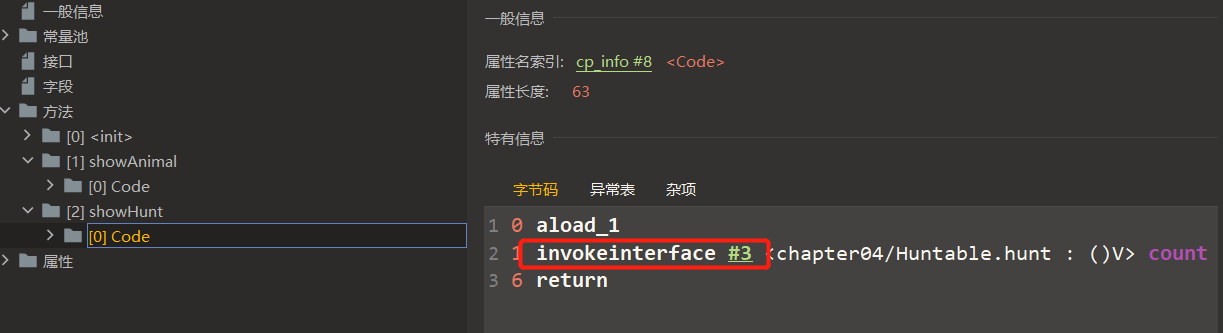 一般信息
常量池
接口
字段
方法
[0] <init>
[1] showAnimal
[0] Code
[2] showHunt
[0] Code
属性
一般信息
属性名索引: cp_info #8 <Code>
属性长度: 63
特有信息
字节码 异常表 杂项
1 0 aload_1
2 1 invokeinterface #3 <chapter04/Huntable.hunt : ()V> count
3 6 return